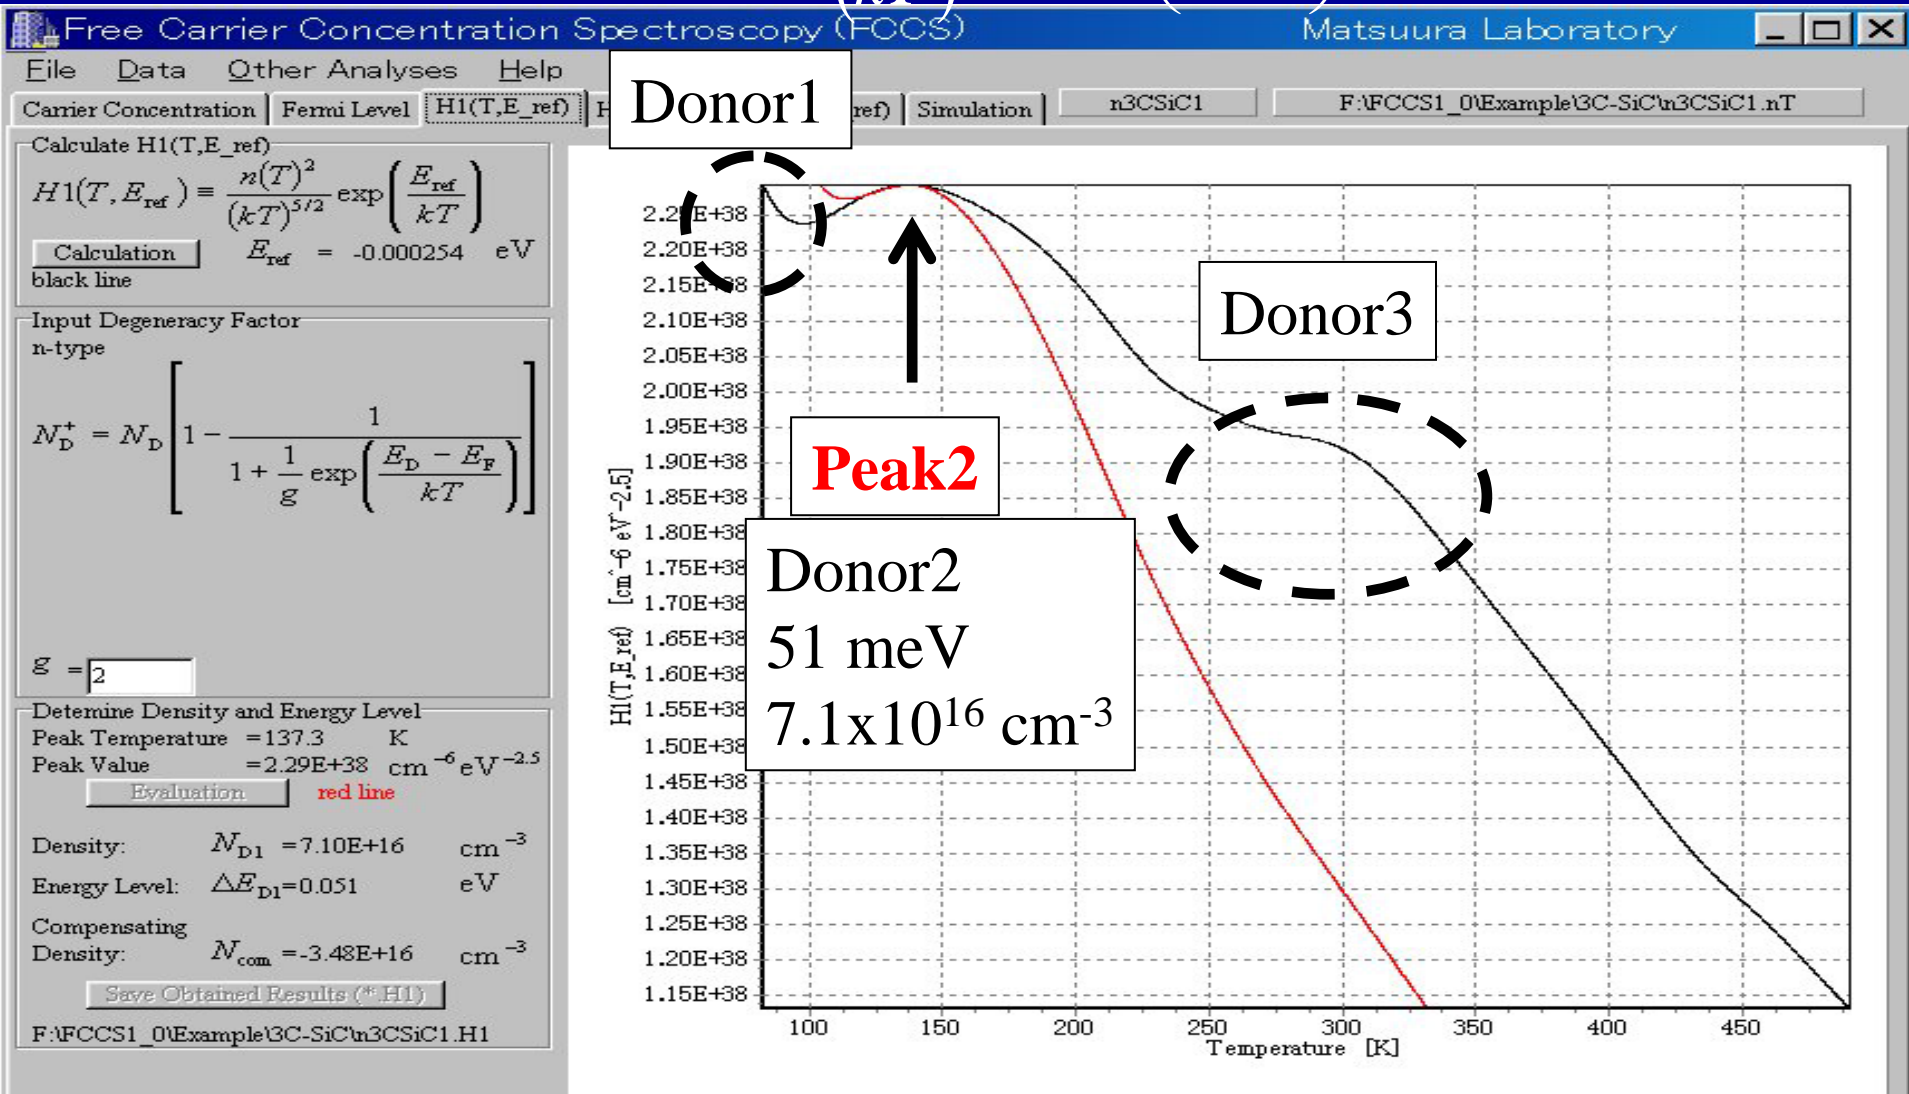 Free Carrier Concentration Spectroscopy (FCCS) Matsuura Laboratory
File Data Other Analyses Help
Carrier Concentration Fermi Level H1(T,E_ref) H ref) Simulation n3CSiC1 F:\FCCS1_0\Example\3C-SiC\n3CSiC1.nT
Donor1
Calculate H1(T,E_ref)
H1(T,E_ref) ≡ n(T)^2/(kT)^5/2 exp(E_ref/kT)
Calculation E_ref = -0.000254 eV
black line
Input Degeneracy Factor
n-type
N_D^+ = N_D [1 - 1/(1 + 1/g exp((E_D - E_F)/kT))]
g = 2
Detemine Density and Energy Level
Peak Temperature =137.3 K
Peak Value =2.29E+38 cm^-6 eV^-2.5
Evaluation red line
Density: N_D1 =7.10E+16 cm^-3
Energy Level: △E_D1=0.051 eV
Compensating
Density: N_com =-3.48E+16 cm^-3
Save Obtained Results (*.H1)
F:\FCCS1_0\Example\3C-SiC\n3CSiC1.H1
H1(T,E_ref) [cm^-6 eV^-2.5]
2.25E+38
2.20E+38
2.15E+38
2.10E+38
2.05E+38
2.00E+38
1.95E+38
1.90E+38
1.85E+38
1.80E+38
1.75E+38
1.70E+38
1.65E+38
1.60E+38
1.55E+38
1.50E+38
1.45E+38
1.40E+38
1.35E+38
1.30E+38
1.25E+38
1.20E+38
1.15E+38
Donor3
Peak2
Donor2
51 meV
7.1x10^16 cm^-3
100 150 200 250 300 350 400 450
Temperature [K]